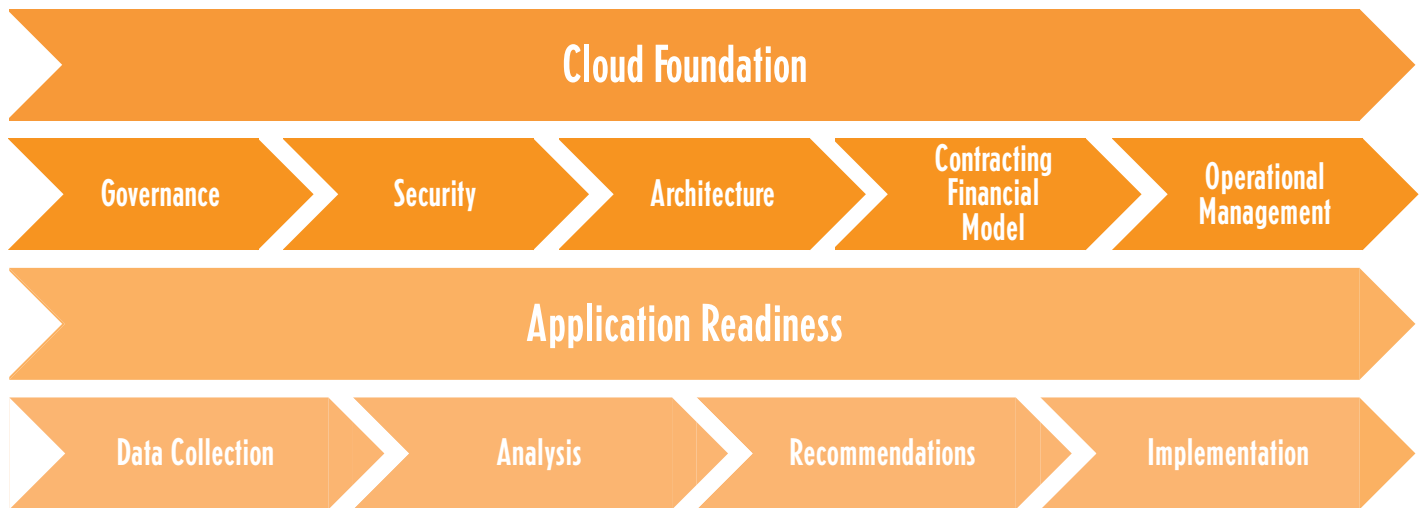 Cloud Foundation
Governance
Security
Architecture
Contracting
Financial
Model
Operational
Management
Application Readiness
Data Collection
Analysis
Recommendations
Implementation